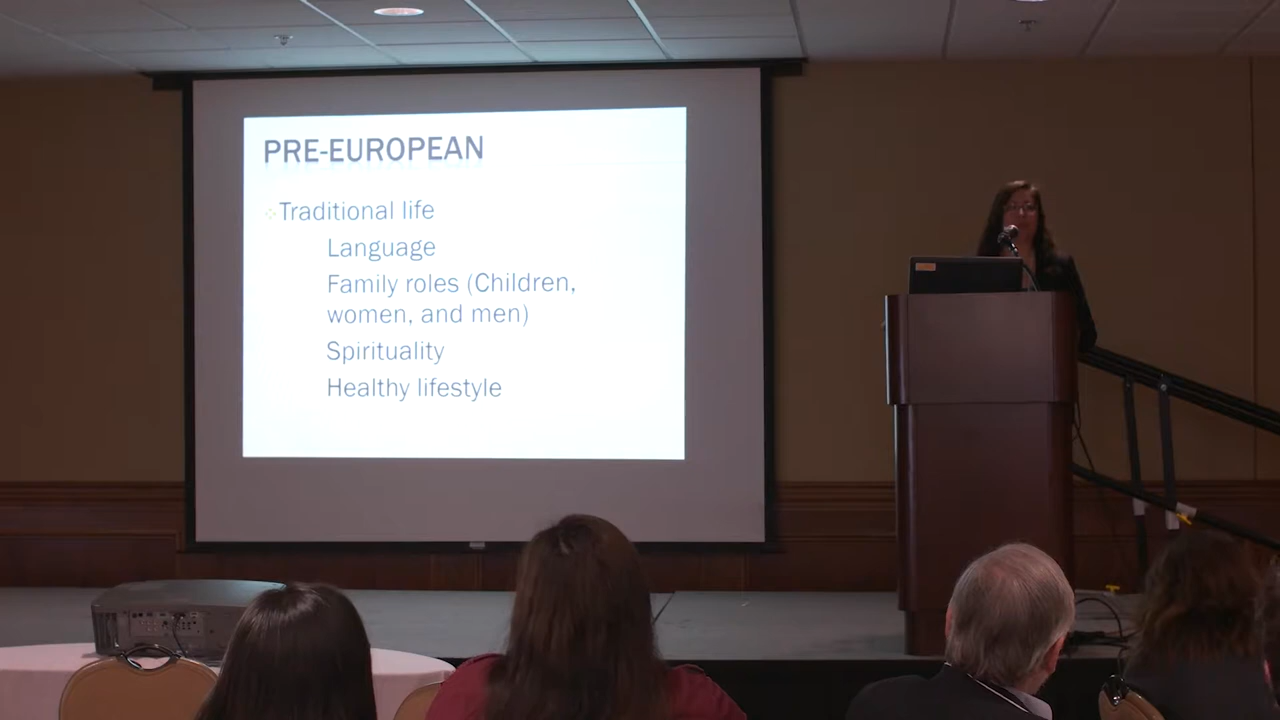 PRE-EUROPEAN
Traditional life
Language
Family roles (Children,
women, and men)
Spirituality
Healthy lifestyle